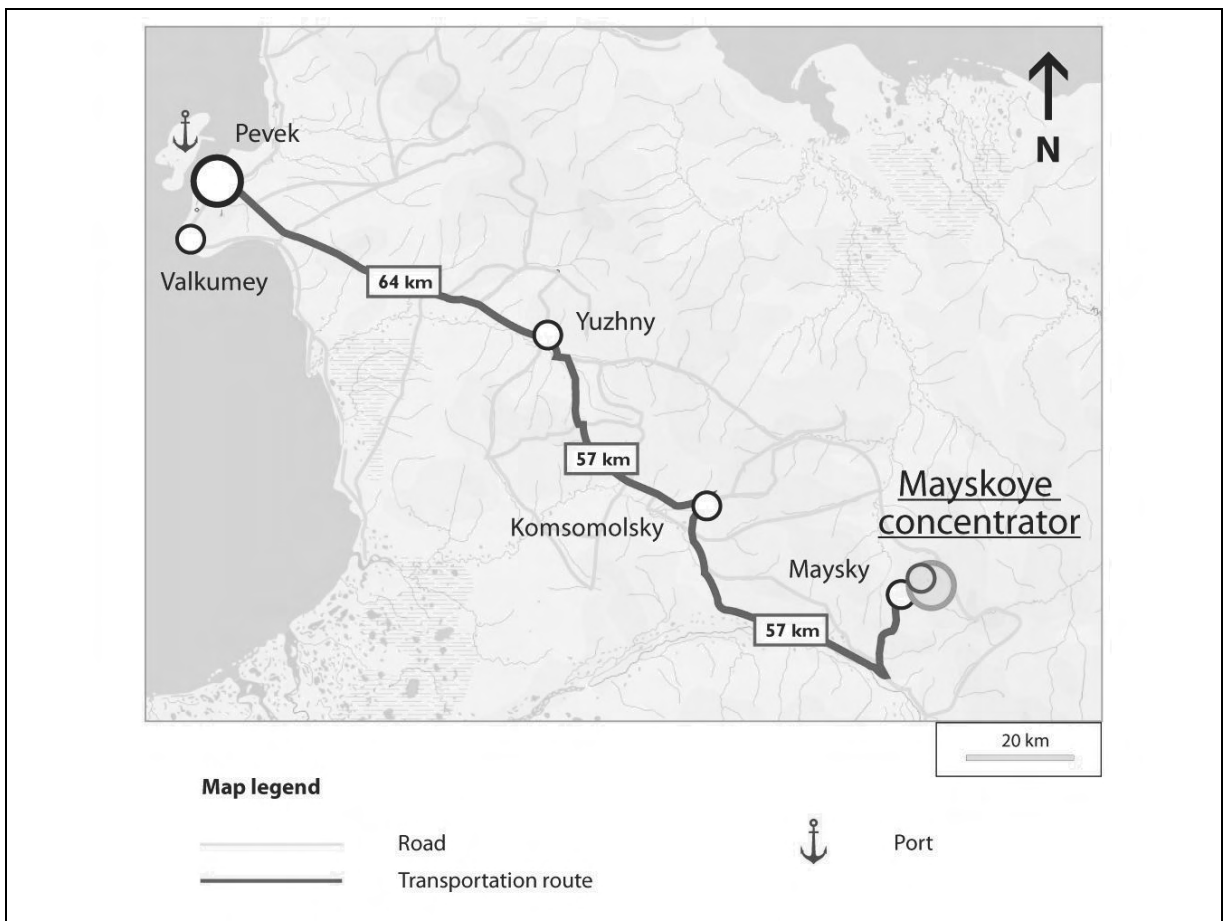 Pevek
N
Valkumey
64 km
Yuzhny
57 km
Komsomolsky
Mayskoye
concentrator
Maysky
57 km
20 km
Map legend
Road
Port
Transportation route